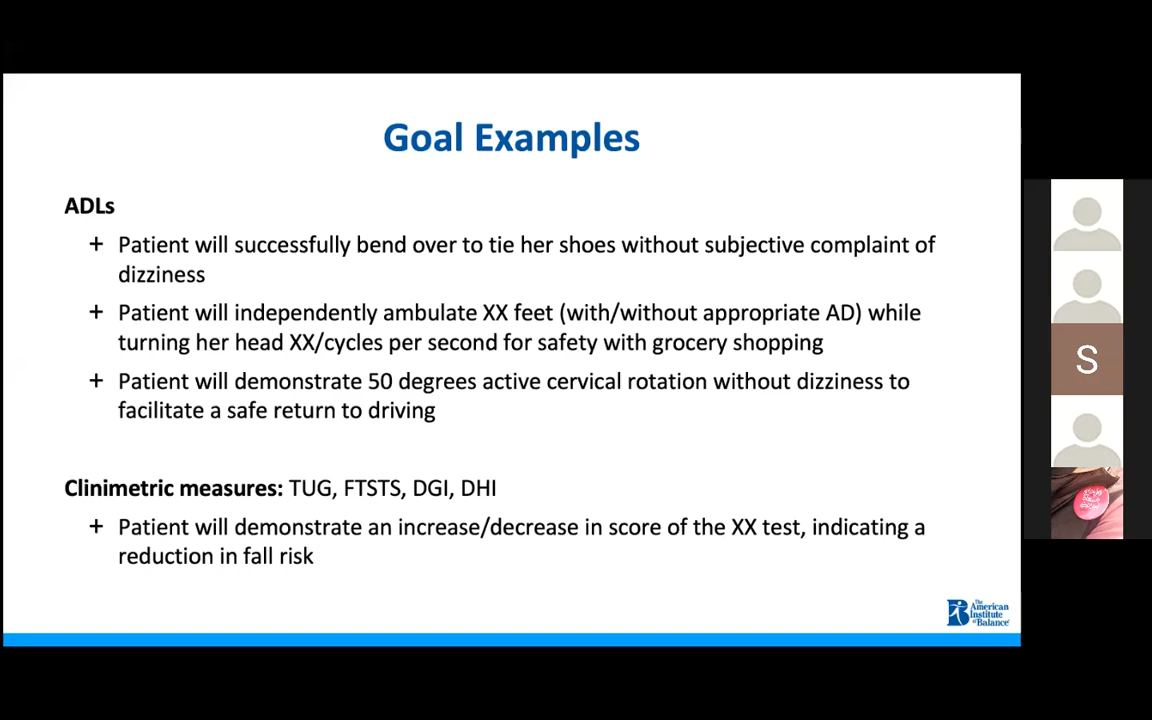 Goal Examples
ADLs
+ Patient will successfully bend over to tie her shoes without subjective complaint of
dizziness
+ Patient will independently ambulate XX feet (with/without appropriate AD) while
turning her head XX/cycles per second for safety with grocery shopping
+ Patient will demonstrate 50 degrees active cervical rotation without dizziness to
facilitate a safe return to driving
Clinimetric measures: TUG, FTSTS, DGI, DHI
+ Patient will demonstrate an increase/decrease in score of the XX test, indicating a
reduction in fall risk
The
American
Institute
of Balance
S